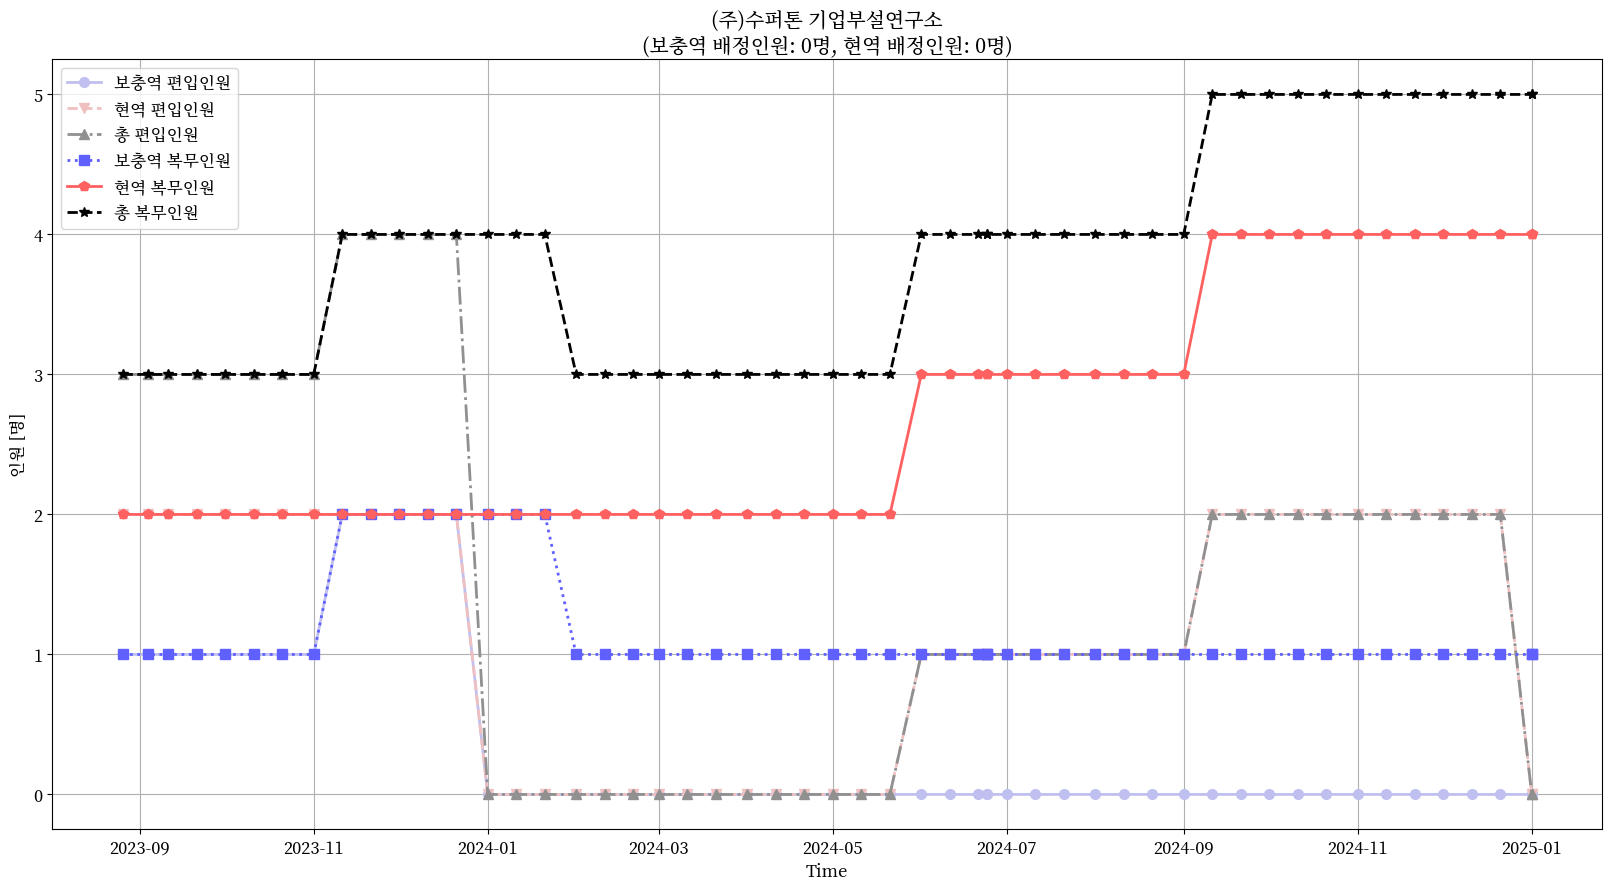 (주)수퍼톤 기업부설연구소
(보충역 배정인원: 0명, 현역 배정인원: 0명)
보충역 편입인원
현역 편입인원
총 편입인원
보충역 복무인원
현역 복무인원
총 복무인원
인원 [명]
5
4
3
2
1
0
2023-09
2023-11
2024-01
2024-03
2024-05
2024-07
2024-09
2024-11
2025-01
Time